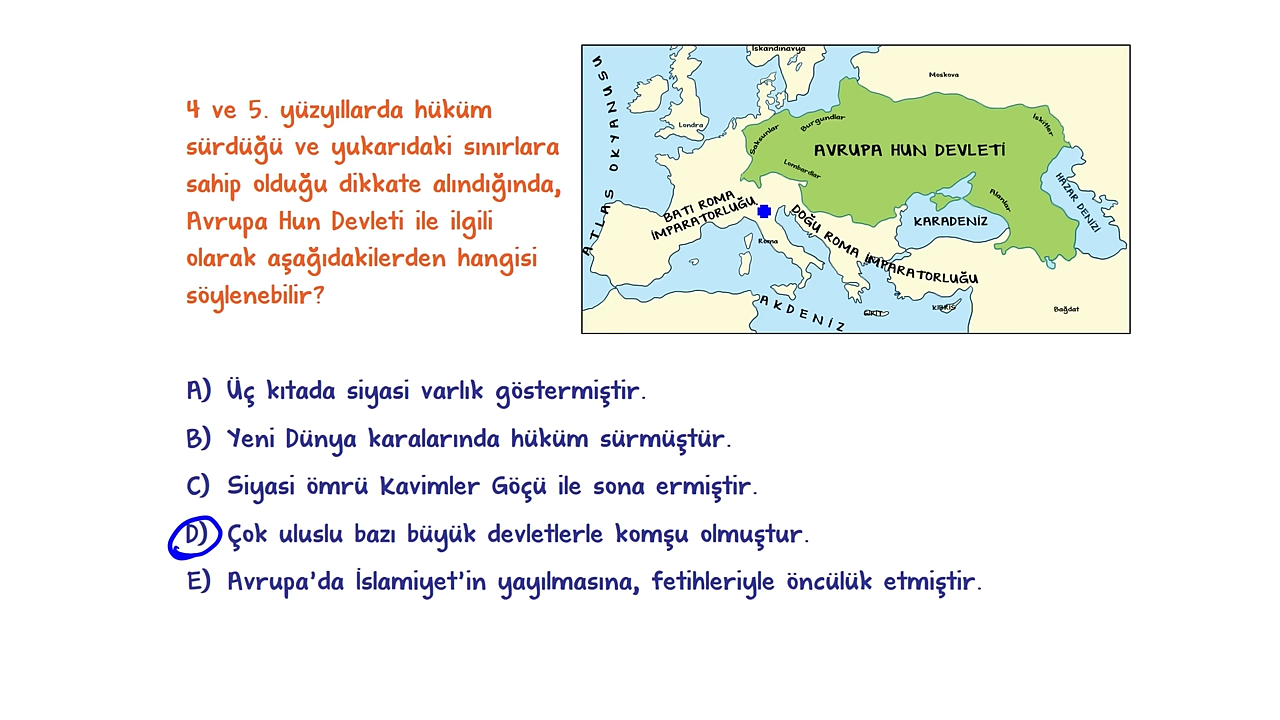 4 ve 5. yüzyıllarda hüküm
sürdüğü ve yukarıdaki sınırlara
sahip olduğu dikkate alındığında,
Avrupa Hun Devleti ile ilgili
olarak aşağıdakilerden hangisi
söylenebilir?
ATLAS OKYANUSU
İskandinavya
Moskova
Londra
Saksunlar
Burgundlar
İskitler
AVRUPA HUN DEVLETİ
Lombardlar
Alanlar
HAZAR DENİZİ
BATI ROMA
İMPARATORLUĞU
KARADENİZ
DOĞU ROMA İMPARATORLUĞU
Roma
AKDENİZ
GİRİT
KIBRIS
Bağdat
A) Üç kıtada siyasi varlık göstermiştir.
B) Yeni Dünya karalarında hüküm sürmüştür.
C) Siyasi ömrü Kavimler Göçü ile sona ermiştir.
D) Çok uluslu bazı büyük devletlerle komşu olmuştur.
E) Avrupa'da İslamiyet'in yayılmasına, fetihleriyle öncülük etmiştir.